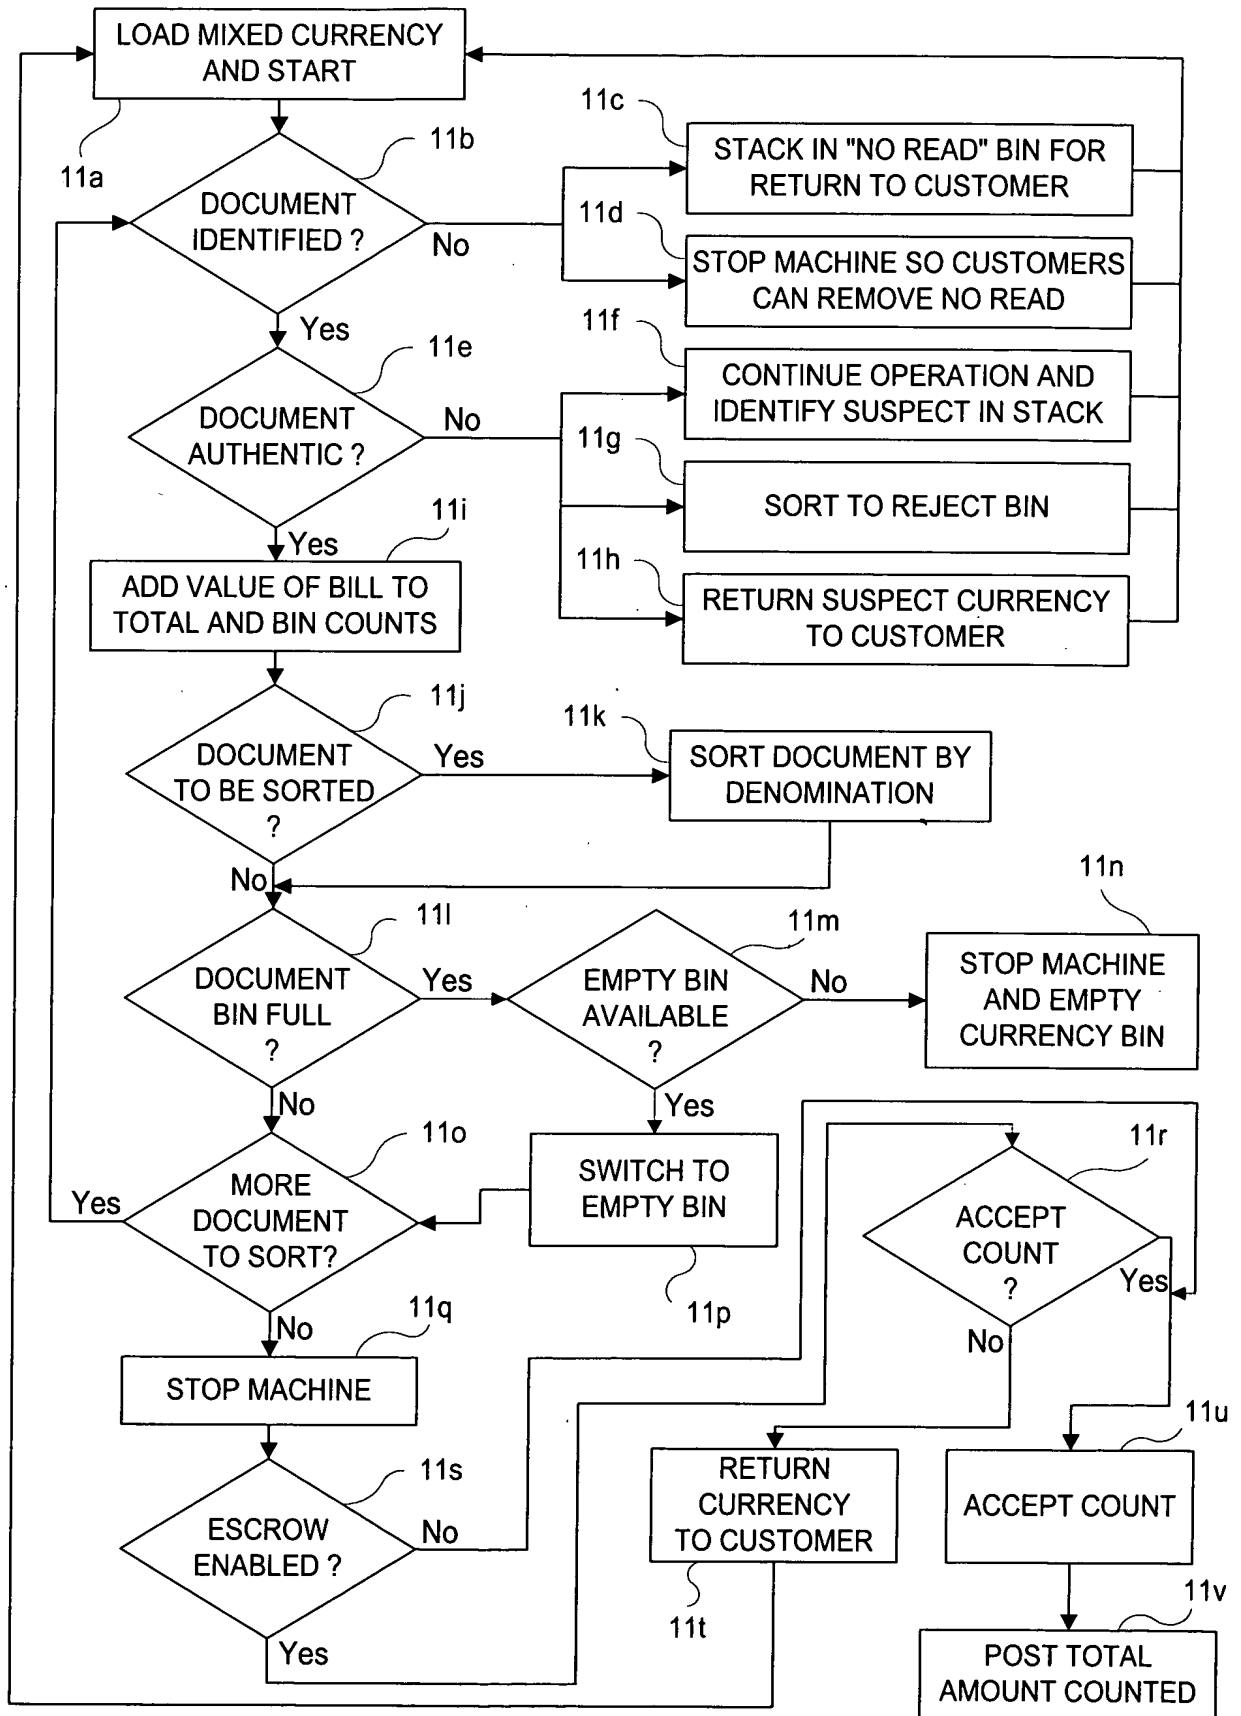 LOAD MIXED CURRENCY
AND START
11a
11b
DOCUMENT
IDENTIFIED ?
No
Yes
11c
STACK IN "NO READ" BIN FOR
RETURN TO CUSTOMER
11d
STOP MACHINE SO CUSTOMERS
CAN REMOVE NO READ
11e
DOCUMENT
AUTHENTIC ?
No
Yes
11f
CONTINUE OPERATION AND
IDENTIFY SUSPECT IN STACK
11g
SORT TO REJECT BIN
11h
RETURN SUSPECT CURRENCY
TO CUSTOMER
11i
ADD VALUE OF BILL TO
TOTAL AND BIN COUNTS
11j
DOCUMENT
TO BE SORTED
?
Yes
No
11k
SORT DOCUMENT BY
DENOMINATION
11l
DOCUMENT
BIN FULL
?
Yes
No
11m
EMPTY BIN
AVAILABLE
?
No
Yes
11n
STOP MACHINE
AND EMPTY
CURRENCY BIN
11o
MORE
DOCUMENT
TO SORT?
Yes
No
SWITCH TO
EMPTY BIN
11p
11r
ACCEPT
COUNT
?
Yes
No
11q
STOP MACHINE
11s
ESCROW
ENABLED ?
No
Yes
RETURN
CURRENCY
TO CUSTOMER
11t
11u
ACCEPT COUNT
11v
POST TOTAL
AMOUNT COUNTED